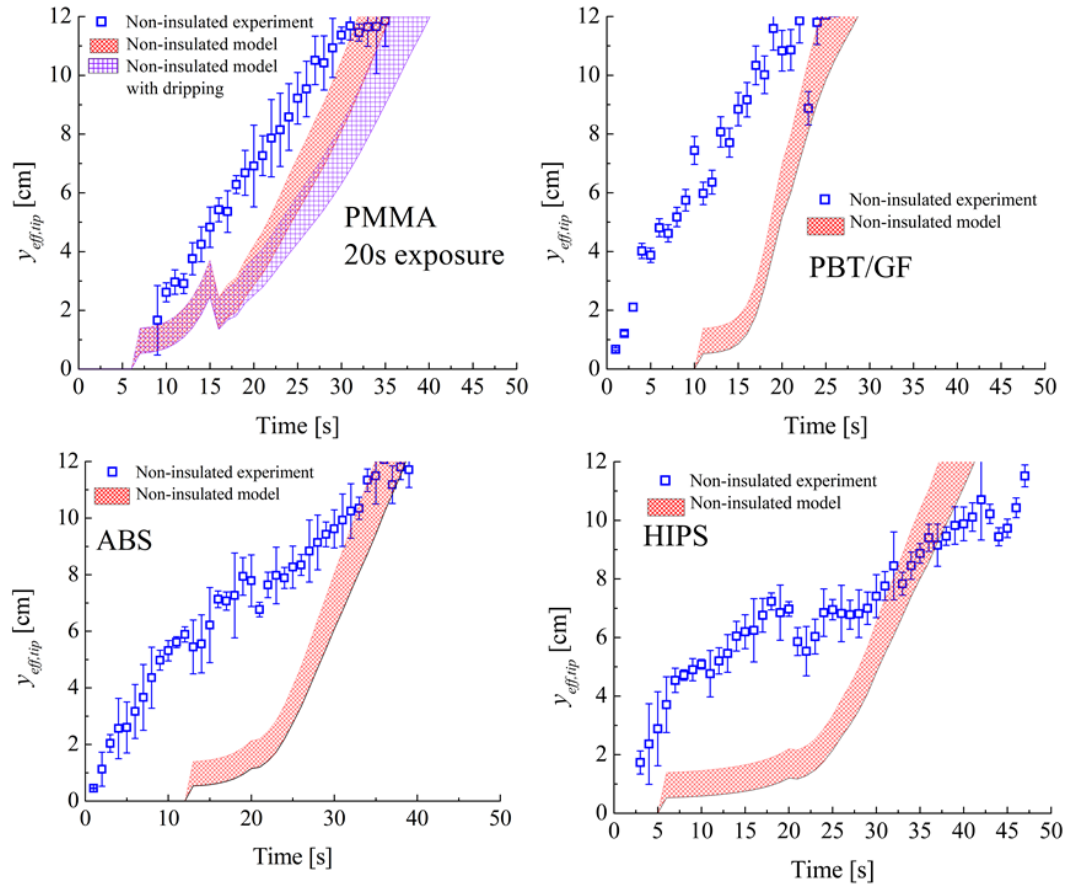 Non-insulated experiment
Non-insulated model
Non-insulated model
with dripping
PMMA
20s exposure
y_eff,tip [cm]
12
10
8
6
4
2
0
0 5 10 15 20 25 30 35 40 45 50
Time [s]
Non-insulated experiment
Non-insulated model
PBT/GF
y_eff,tip [cm]
12
10
8
6
4
2
0
0 5 10 15 20 25 30 35 40 45 50
Time [s]
Non-insulated experiment
Non-insulated model
ABS
y_eff,tip [cm]
12
10
8
6
4
2
0
0 5 10 15 20 25 30 35 40 45 50
Time [s]
Non-insulated experiment
Non-insulated model
HIPS
y_eff,tip [cm]
12
10
8
6
4
2
0
0 5 10 15 20 25 30 35 40 45 50
Time [s]